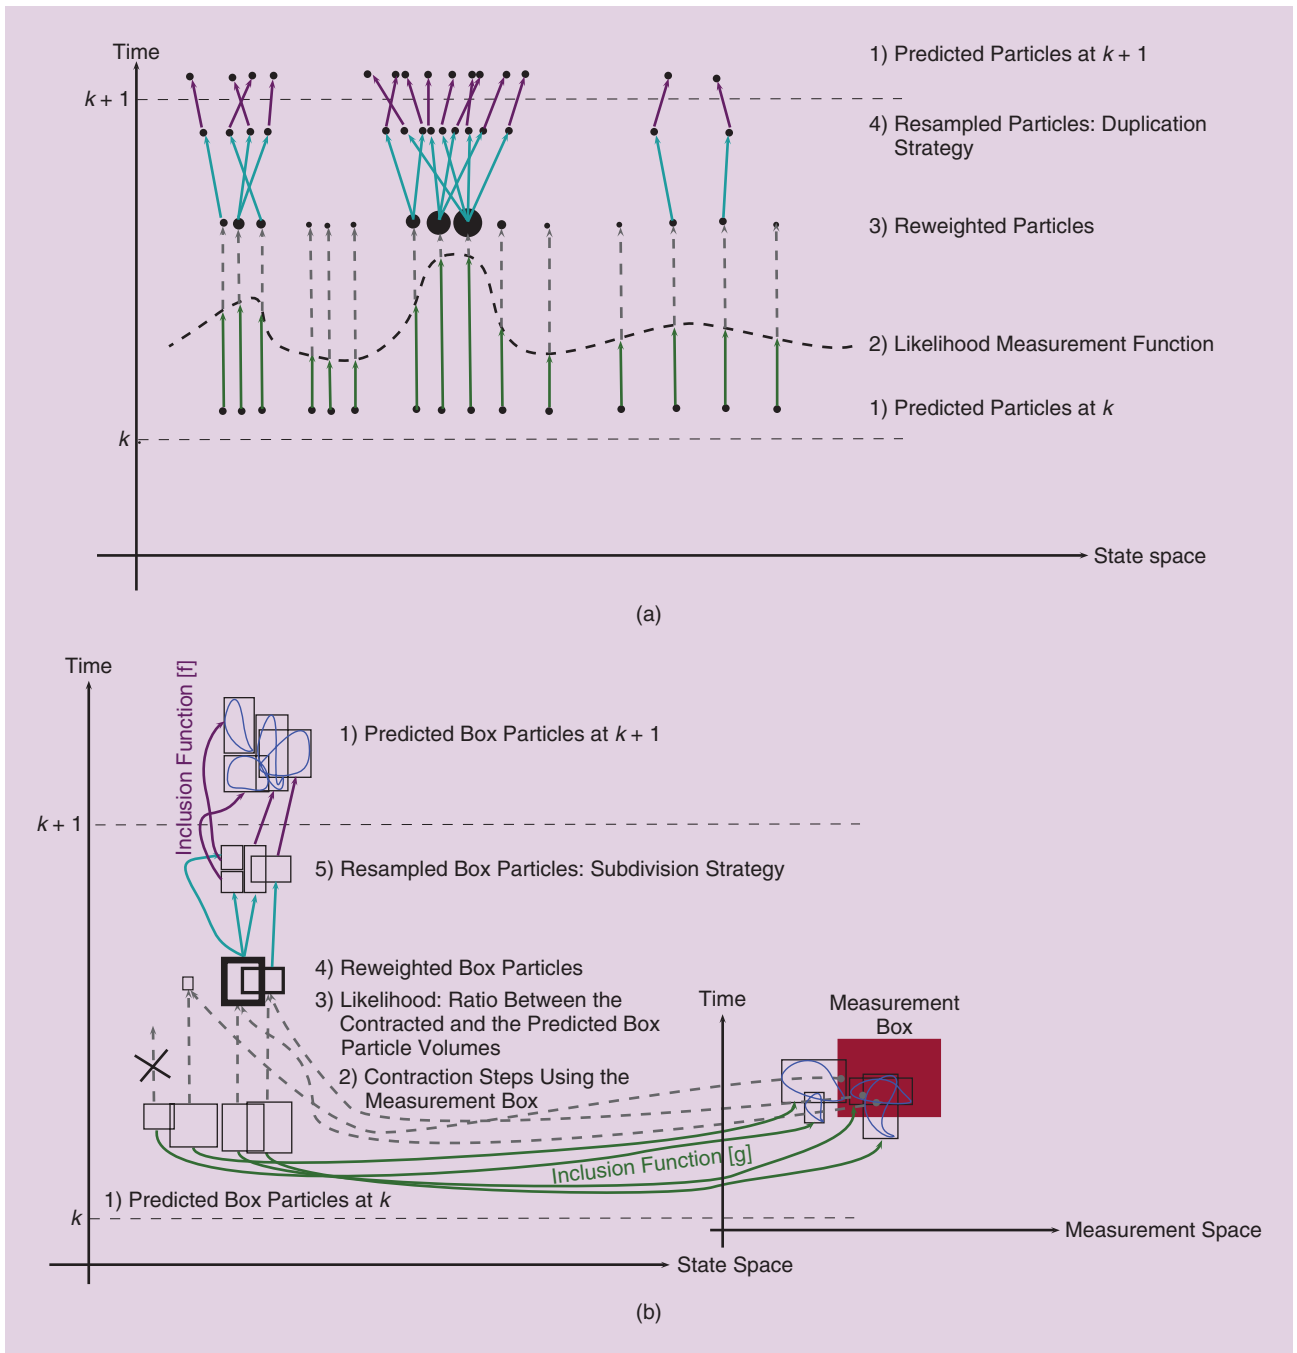 Time
1) Predicted Particles at k + 1
k + 1
4) Resampled Particles: Duplication
Strategy
3) Reweighted Particles
2) Likelihood Measurement Function
1) Predicted Particles at k
k
State space
(a)
Time
Inclusion Function [f]
1) Predicted Box Particles at k + 1
k + 1
5) Resampled Box Particles: Subdivision Strategy
4) Reweighted Box Particles
3) Likelihood: Ratio Between the
Contracted and the Predicted Box
Particle Volumes
2) Contraction Steps Using the
Measurement Box
Time
Measurement
Box
Inclusion Function [g]
1) Predicted Box Particles at k
k
Measurement Space
State Space
(b)